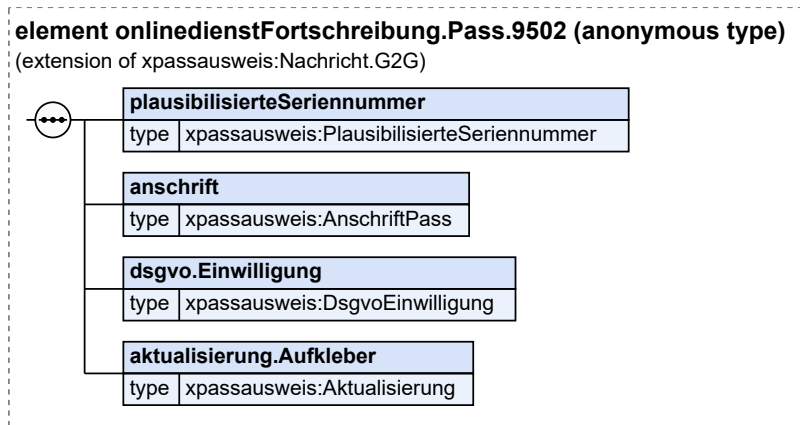 element onlinedienstFortschreibung.Pass.9502 (anonymous type)
(extension of xpassausweis:Nachricht.G2G)
plausibilisierteSeriennummer
type xpassausweis:PlausibilisierteSeriennummer
anschrift
type xpassausweis:AnschriftPass
dsgvo.Einwilligung
type xpassausweis:DsgvoEinwilligung
aktualisierung.Aufkleber
type xpassausweis:Aktualisierung